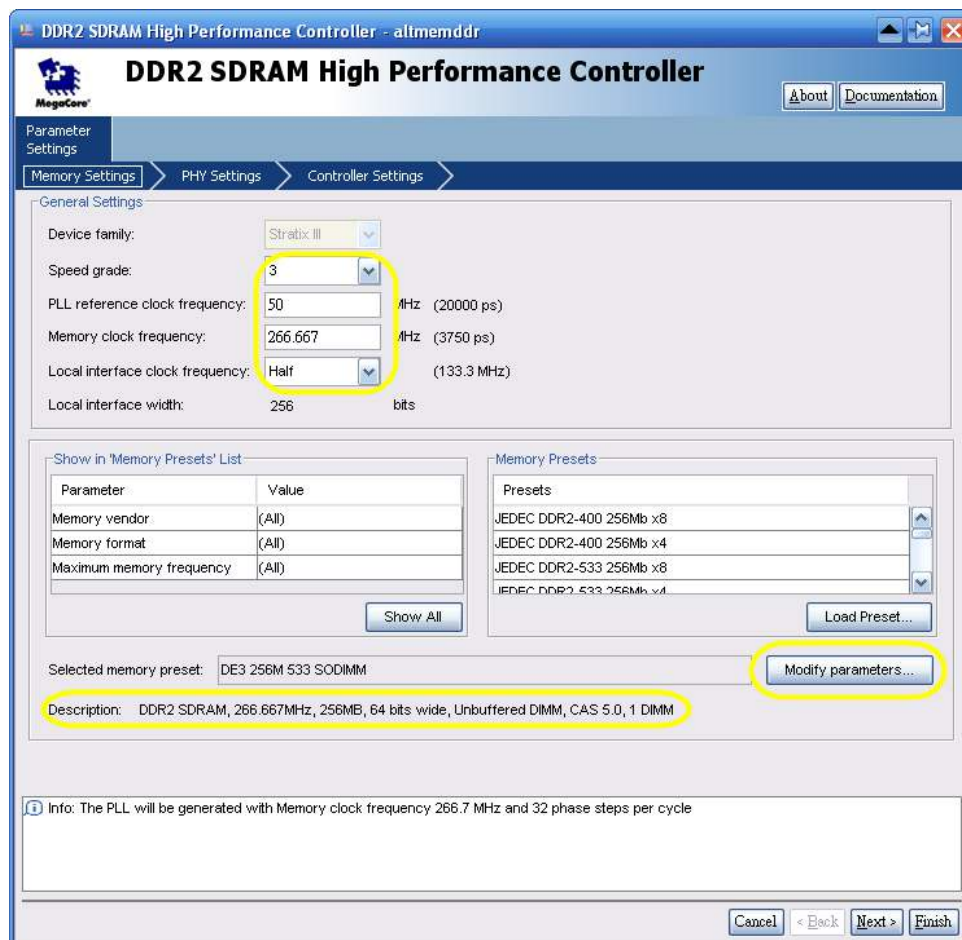 DDR2 SDRAM High Performance Controller - altmemddr
MegaCore®
DDR2 SDRAM High Performance Controller
About Documentation
Parameter
Settings
Memory Settings PHY Settings Controller Settings
General Settings
Device family: Stratix III
Speed grade: 3
PLL reference clock frequency: 50 MHz (20000 ps)
Memory clock frequency: 266.667 MHz (3750 ps)
Local interface clock frequency: Half (133.3 MHz)
Local interface width: 256 bits
Show in 'Memory Presets' List Memory Presets
Parameter Value Presets
Memory vendor (All) JEDEC DDR2-400 256Mb x8
Memory format (All) JEDEC DDR2-400 256Mb x4
Maximum memory frequency (All) JEDEC DDR2-533 256Mb x8
JEDEC DDR2-533 256Mb x4
Show All Load Preset...
Selected memory preset: DE3 256M 533 SODIMM Modify parameters...
Description: DDR2 SDRAM, 266.667MHz, 256MB, 64 bits wide, Unbuffered DIMM, CAS 5.0, 1 DIMM
Info: The PLL will be generated with Memory clock frequency 266.7 MHz and 32 phase steps per cycle
Cancel < Back Next > Finish